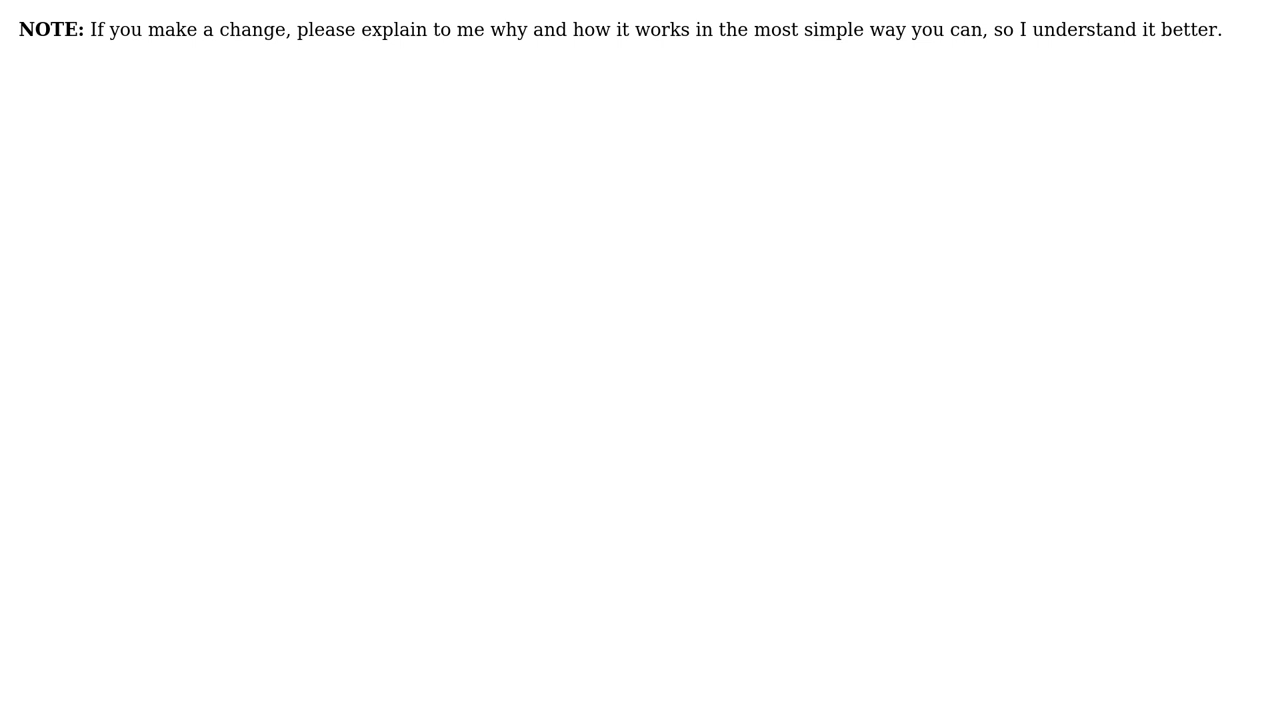 NOTE: If you make a change, please explain to me why and how it works in the most simple way you can, so I understand it better.